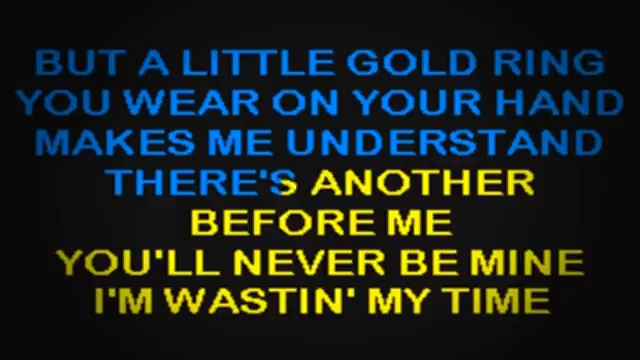 BUT A LITTLE GOLD RING
YOU WEAR ON YOUR HAND
MAKES ME UNDERSTAND
THERE'S ANOTHER
BEFORE ME
YOU'LL NEVER BE MINE
I'M WASTIN' MY TIME